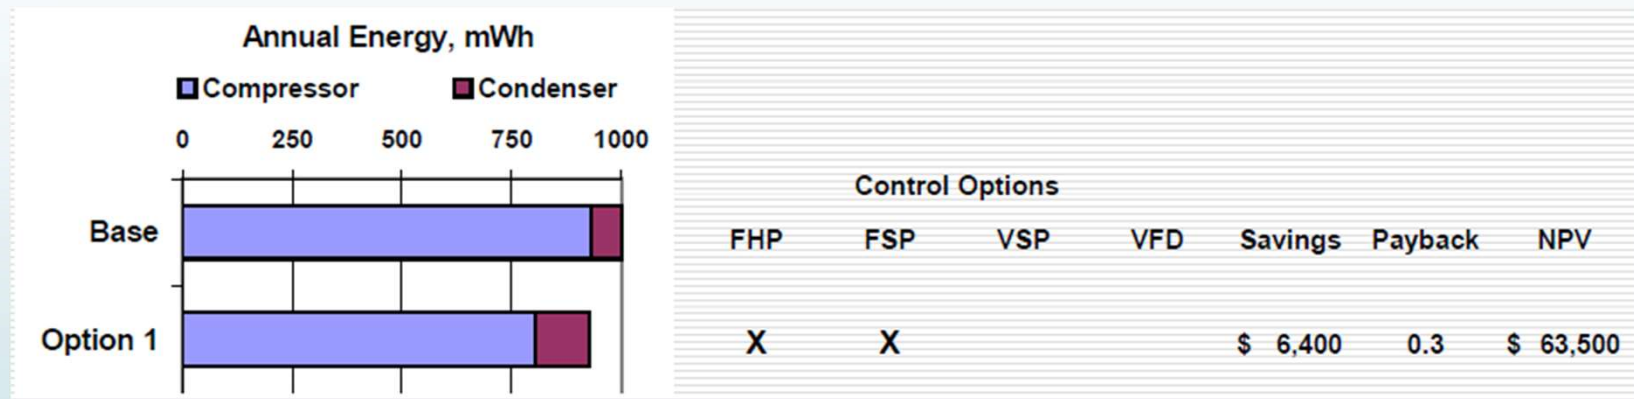 Annual Energy, mWh
Compressor Condenser
0 250 500 750 1000
Control Options
Base
FHP FSP VSP VFD Savings Payback NPV
Option 1
X X $ 6,400 0.3 $ 63,500